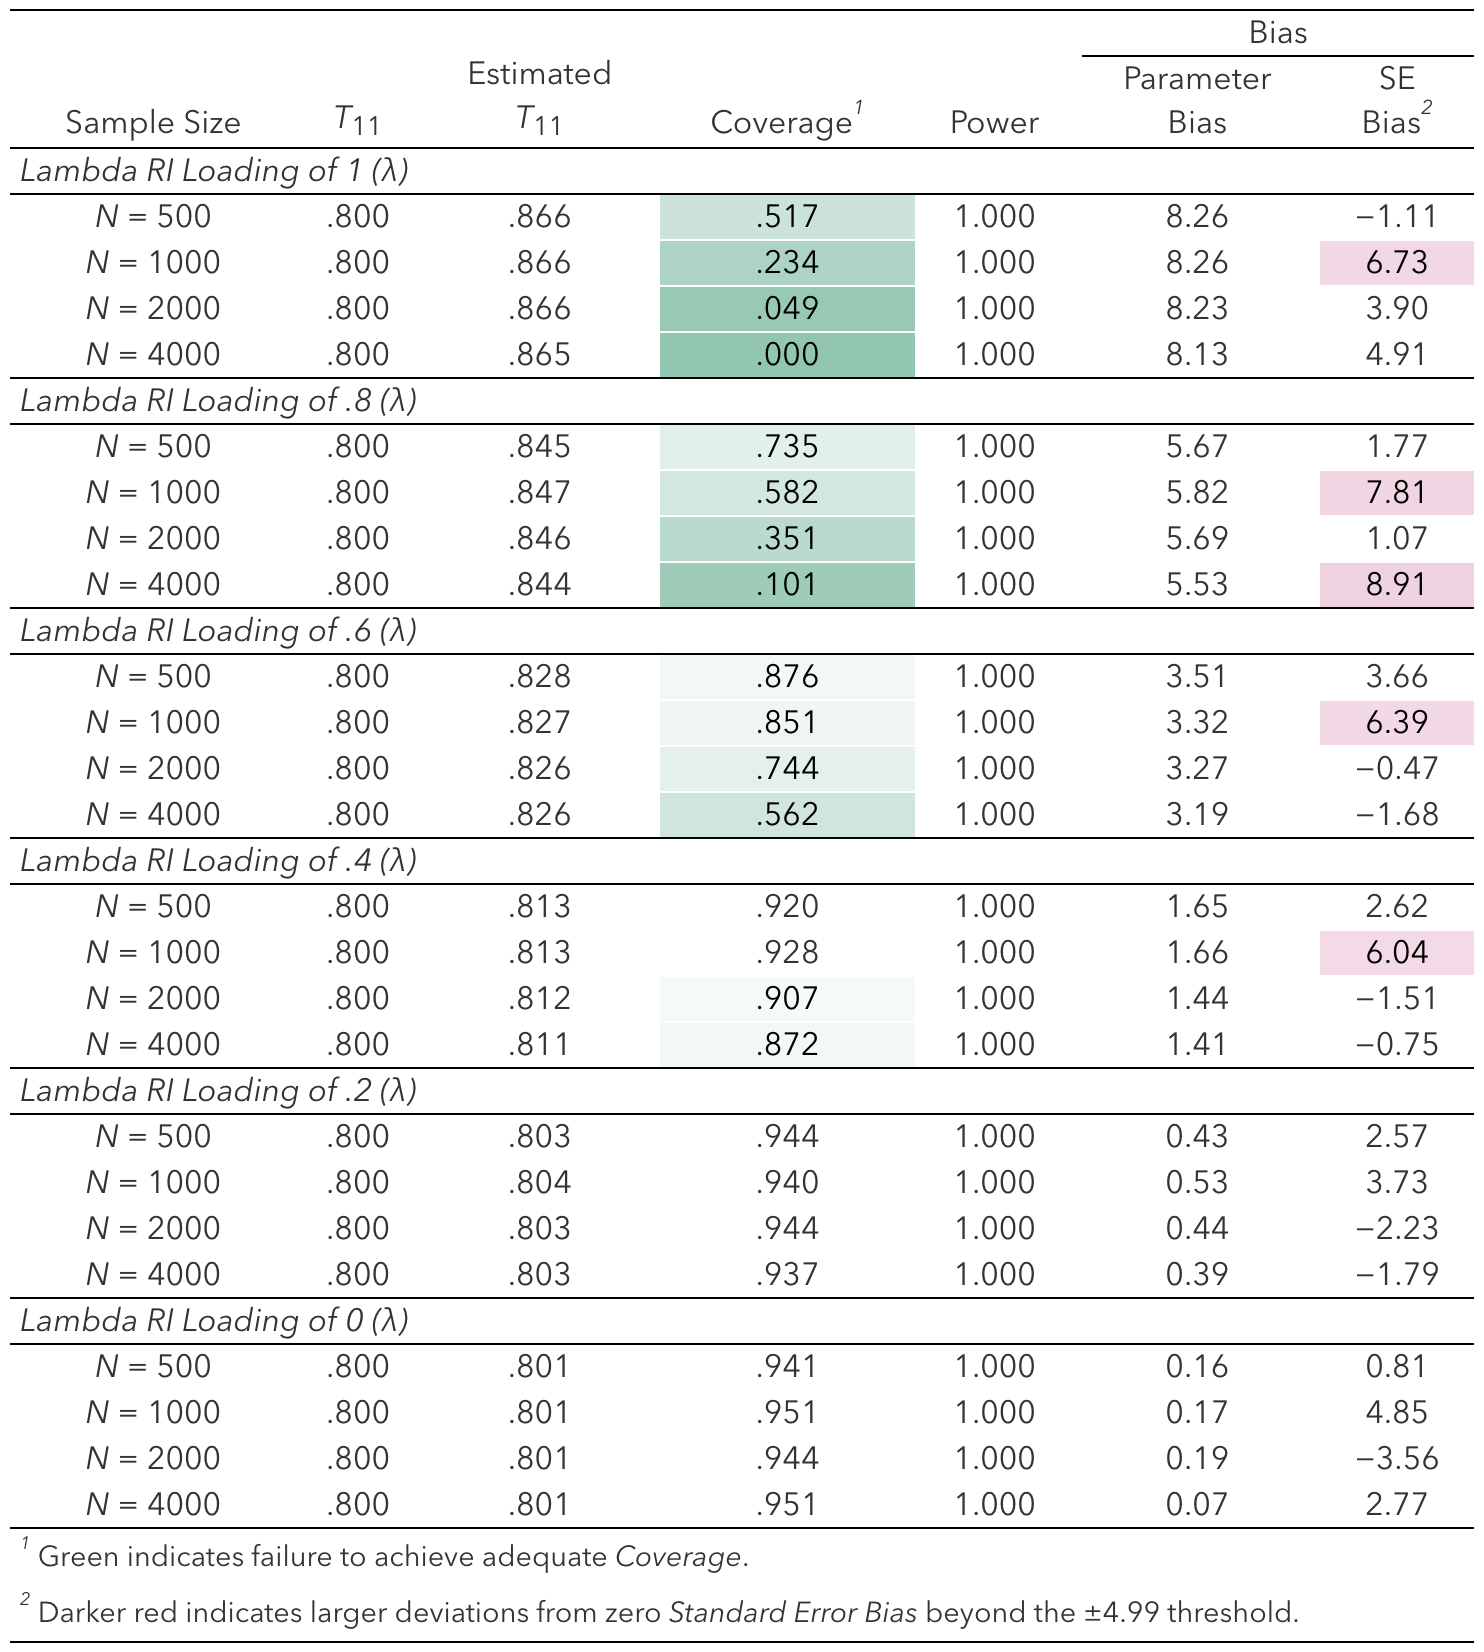 Bias
Estimated Parameter SE
Sample Size T11 T11 Coverage1 Power Bias Bias2
Lambda RI Loading of 1 (λ)
N = 500 .800 .866 .517 1.000 8.26 −1.11
N = 1000 .800 .866 .234 1.000 8.26 6.73
N = 2000 .800 .866 .049 1.000 8.23 3.90
N = 4000 .800 .865 .000 1.000 8.13 4.91
Lambda RI Loading of .8 (λ)
N = 500 .800 .845 .735 1.000 5.67 1.77
N = 1000 .800 .847 .582 1.000 5.82 7.81
N = 2000 .800 .846 .351 1.000 5.69 1.07
N = 4000 .800 .844 .101 1.000 5.53 8.91
Lambda RI Loading of .6 (λ)
N = 500 .800 .828 .876 1.000 3.51 3.66
N = 1000 .800 .827 .851 1.000 3.32 6.39
N = 2000 .800 .826 .744 1.000 3.27 −0.47
N = 4000 .800 .826 .562 1.000 3.19 −1.68
Lambda RI Loading of .4 (λ)
N = 500 .800 .813 .920 1.000 1.65 2.62
N = 1000 .800 .813 .928 1.000 1.66 6.04
N = 2000 .800 .812 .907 1.000 1.44 −1.51
N = 4000 .800 .811 .872 1.000 1.41 −0.75
Lambda RI Loading of .2 (λ)
N = 500 .800 .803 .944 1.000 0.43 2.57
N = 1000 .800 .804 .940 1.000 0.53 3.73
N = 2000 .800 .803 .944 1.000 0.44 −2.23
N = 4000 .800 .803 .937 1.000 0.39 −1.79
Lambda RI Loading of 0 (λ)
N = 500 .800 .801 .941 1.000 0.16 0.81
N = 1000 .800 .801 .951 1.000 0.17 4.85
N = 2000 .800 .801 .944 1.000 0.19 −3.56
N = 4000 .800 .801 .951 1.000 0.07 2.77
1 Green indicates failure to achieve adequate Coverage.
2 Darker red indicates larger deviations from zero Standard Error Bias beyond the ±4.99 threshold.